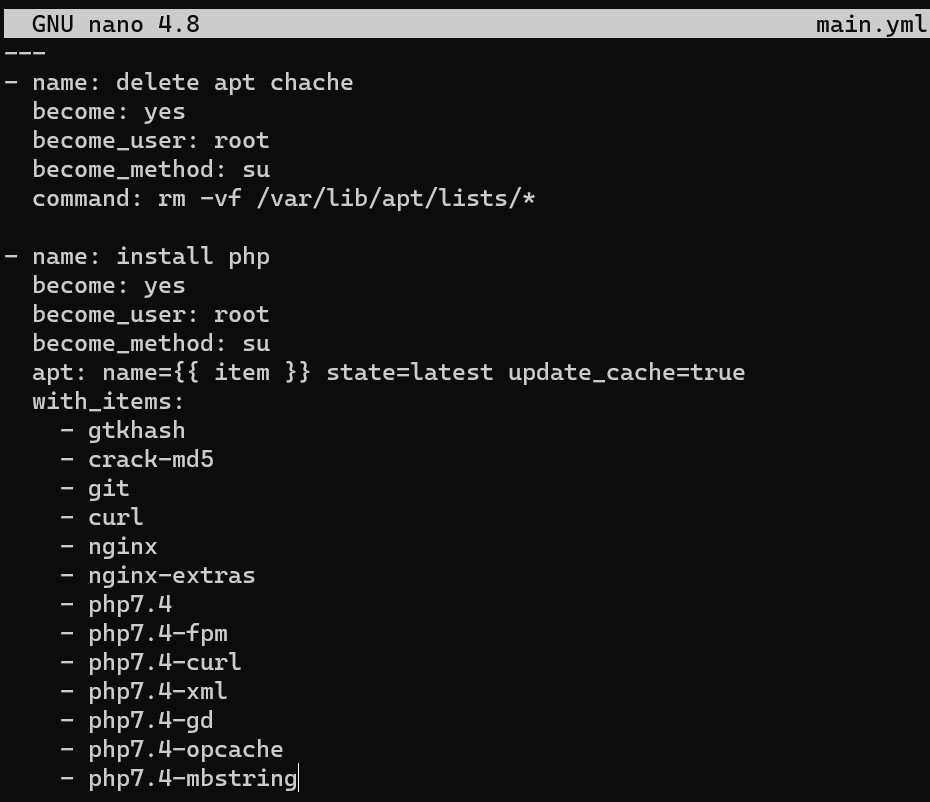 GNU nano 4.8 main.yml
---
- name: delete apt chache
  become: yes
  become_user: root
  become_method: su
  command: rm -vf /var/lib/apt/lists/*

- name: install php
  become: yes
  become_user: root
  become_method: su
  apt: name={{ item }} state=latest update_cache=true
  with_items:
    - gtkhash
    - crack-md5
    - git
    - curl
    - nginx
    - nginx-extras
    - php7.4
    - php7.4-fpm
    - php7.4-curl
    - php7.4-xml
    - php7.4-gd
    - php7.4-opcache
    - php7.4-mbstring